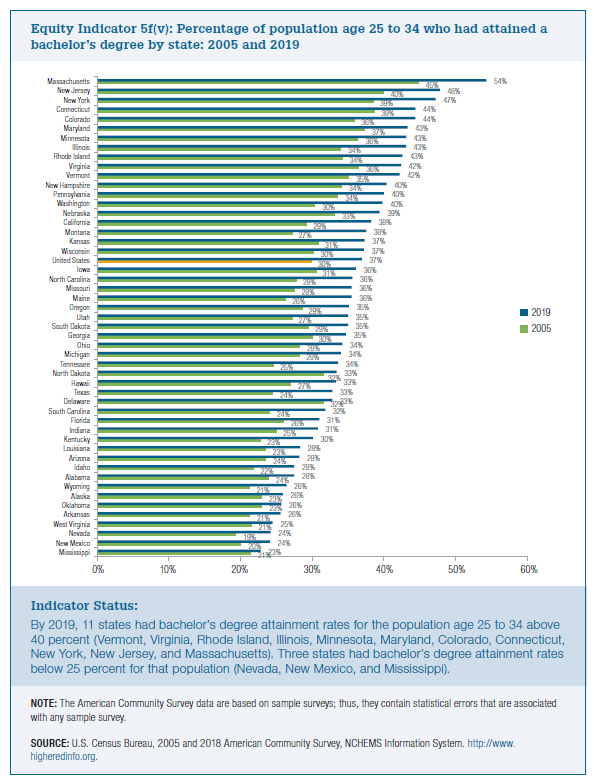 Equity Indicator 5f(v): Percentage of population age 25 to 34 who had attained a
bachelor's degree by state: 2005 and 2019
Massachusetts 54% 45%
New Jersey 48% 40%
New York 47% 39%
Connecticut 44% 39%
Colorado 44% 36%
Maryland 43% 37%
Minnesota 43% 36%
Illinois 43% 34%
Rhode Island 43% 34%
Virginia 42% 36%
Vermont 42% 35%
New Hampshire 40% 34%
Pennsylvania 40% 34%
Washington 40% 30%
Nebraska 39% 33%
California 38% 29%
Montana 38% 27%
Kansas 37% 31%
Wisconsin 37% 30%
United States 37% 30%
Iowa 36% 31%
North Carolina 36% 28%
Missouri 36% 28%
Maine 36% 26%
Oregon 35% 29%
Utah 35% 27%
South Dakota 35% 29%
Georgia 35% 30%
Ohio 34% 28%
Michigan 34% 28%
Tennessee 34% 25%
North Dakota 33% 32%
Hawaii 33% 27%
Texas 33% 24%
Delaware 33% 32%
South Carolina 32% 24%
Florida 31% 26%
Indiana 31% 25%
Kentucky 30% 23%
Louisiana 28% 23%
Arizona 28% 24%
Idaho 28% 22%
Alabama 28% 24%
Wyoming 26% 21%
Alaska 26% 23%
Oklahoma 26% 23%
Arkansas 26% 21%
West Virginia 25% 21%
Nevada 24% 19%
New Mexico 24% 20%
Mississippi 23% 21%
0% 10% 20% 30% 40% 50% 60%
2019
2005
Indicator Status:
By 2019, 11 states had bachelor's degree attainment rates for the population age 25 to 34 above
40 percent (Vermont, Virginia, Rhode Island, Illinois, Minnesota, Maryland, Colorado, Connecticut,
New York, New Jersey, and Massachusetts). Three states had bachelor's degree attainment rates
below 25 percent for that population (Nevada, New Mexico, and Mississippi).
NOTE: The American Community Survey data are based on sample surveys; thus, they contain statistical errors that are associated
with any sample survey.
SOURCE: U.S. Census Bureau, 2005 and 2018 American Community Survey, NCHEMS Information System. http://www.
higheredinfo.org.